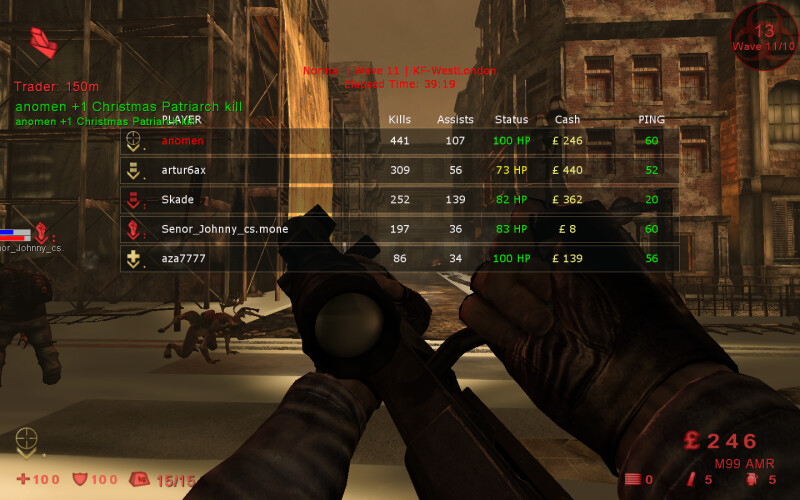 13
Wave 11/10
| Wave 11 | KF-WestLondon
Elapsed Time: 39:19
Trader: 150m
anomen +1 Christmas Patriarch kill
anomen +1 Christmas Patriarch kill
PLAYER Kills Assists Status Cash PING
anomen 441 107 100 HP £ 246 60
artur6ax 309 56 73 HP £ 440 52
Skade 252 139 82 HP £ 362 20
Senor_Johnny_cs.mone 197 36 83 HP £ 8 60
aza7777 86 34 100 HP £ 139 56
nor_Johnny_cs.
£ 246
M99 AMR
100 100 15/15 0 5 5